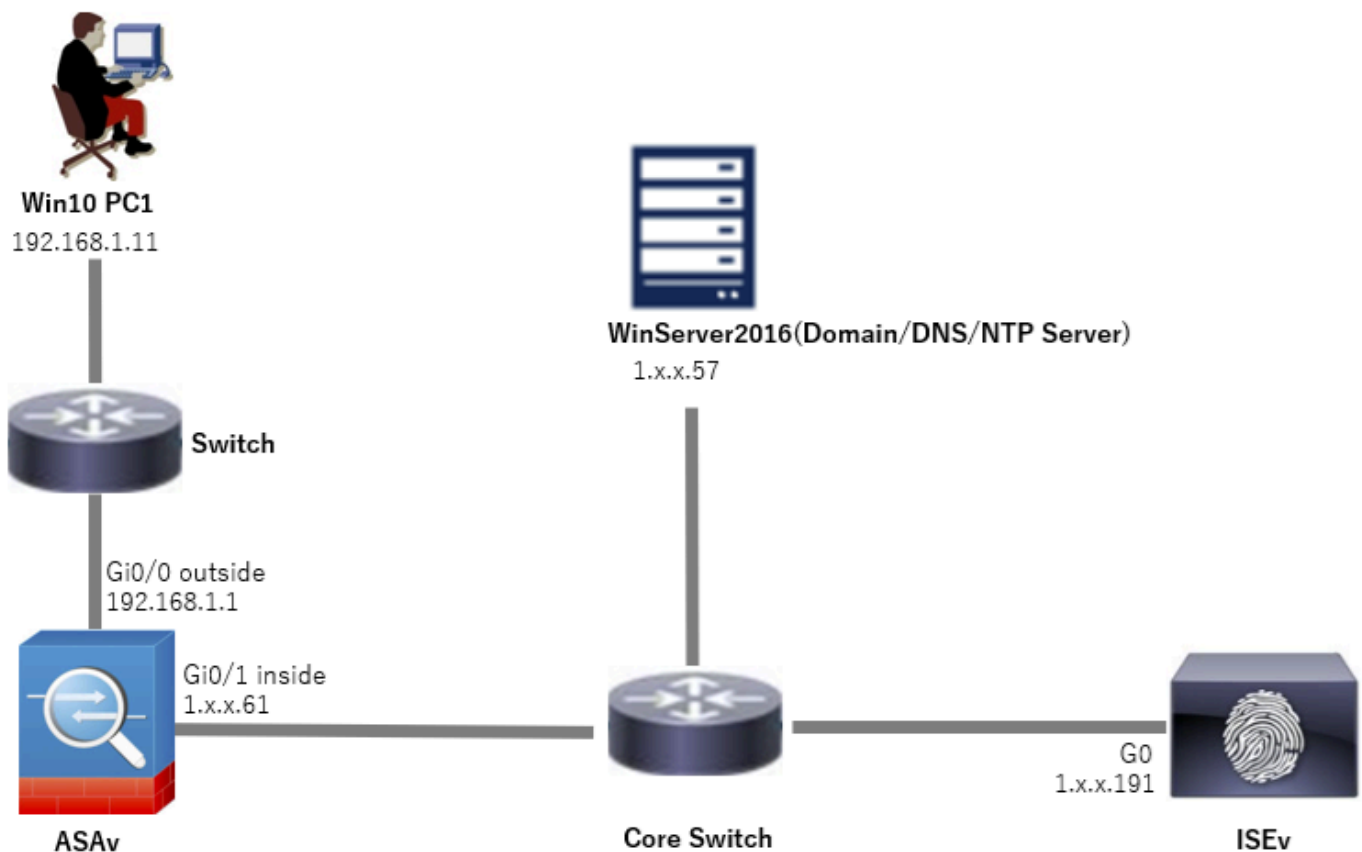 Win10 PC1
192.168.1.11
WinServer2016(Domain/DNS/NTP Server)
1.x.x.57
Switch
Gi0/0 outside
192.168.1.1
Gi0/1 inside
1.x.x.61
G0
1.x.x.191
ASAv
Core Switch
ISEv